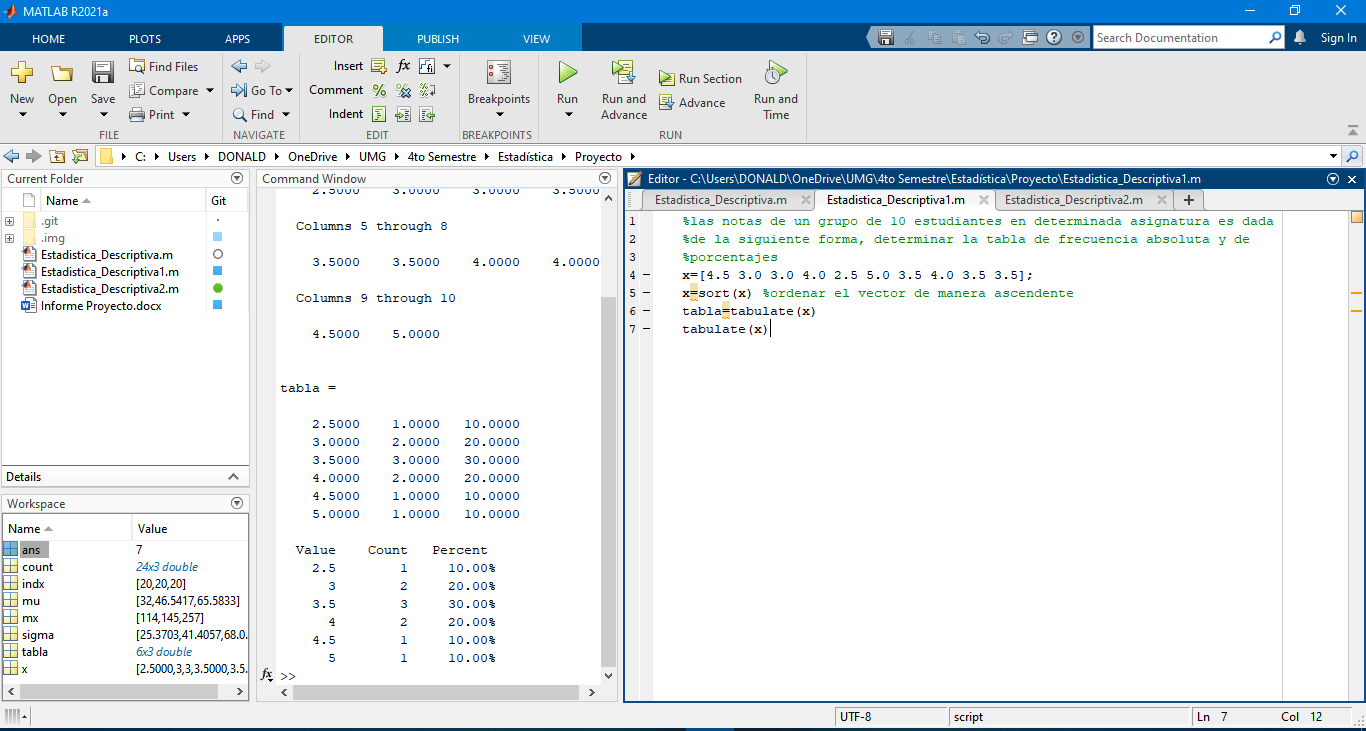 MATLAB R2021a
HOME PLOTS APPS EDITOR PUBLISH VIEW
Search Documentation
Sign In
New
Open
Save
Find Files
Compare
Print
FILE
Go To
Find
NAVIGATE
Insert fx
Comment
Indent
EDIT
Breakpoints
BREAKPOINTS
Run
Run and
Advance
Run Section
Advance
Run and
Time
RUN
C: Users DONALD OneDrive UMG 4to Semestre Estadística Proyecto
Current Folder
Name Git
.git
.img
Estadistica_Descriptiva.m
Estadistica_Descriptiva1.m
Estadistica_Descriptiva2.m
Informe Proyecto.docx
Details
Workspace
Name Value
ans 7
count 24x3 double
indx [20,20,20]
mu [32,46.5417,65.5833]
mx [114,145,257]
sigma [25.3703,41.4057,68.0.
tabla 6x3 double
x [2.5000,3,3,3.5000,3.5.
Command Window
2.5000 3.0000 3.0000 3.5000
Columns 5 through 8
3.5000 3.5000 4.0000 4.0000
Columns 9 through 10
4.5000 5.0000
tabla =
2.5000 1.0000 10.0000
3.0000 2.0000 20.0000
3.5000 3.0000 30.0000
4.0000 2.0000 20.0000
4.5000 1.0000 10.0000
5.0000 1.0000 10.0000
Value Count Percent
2.5 1 10.00%
3 2 20.00%
3.5 3 30.00%
4 2 20.00%
4.5 1 10.00%
5 1 10.00%
fx >>
Editor - C:\Users\DONALD\OneDrive\UMG\4to Semestre\Estadística\Proyecto\Estadistica_Descriptiva1.m
Estadistica_Descriptiva.m Estadistica_Descriptiva1.m Estadistica_Descriptiva2.m
1 %las notas de un grupo de 10 estudiantes en determinada asignatura es dada
2 %de la siguiente forma, determinar la tabla de frecuencia absoluta y de
3 %porcentajes
4 x=[4.5 3.0 3.0 4.0 2.5 5.0 3.5 4.0 3.5 3.5];
5 x=sort(x) %ordenar el vector de manera ascendente
6 tabla=tabulate(x)
7 tabulate(x)
UTF-8 script Ln 7 Col 12